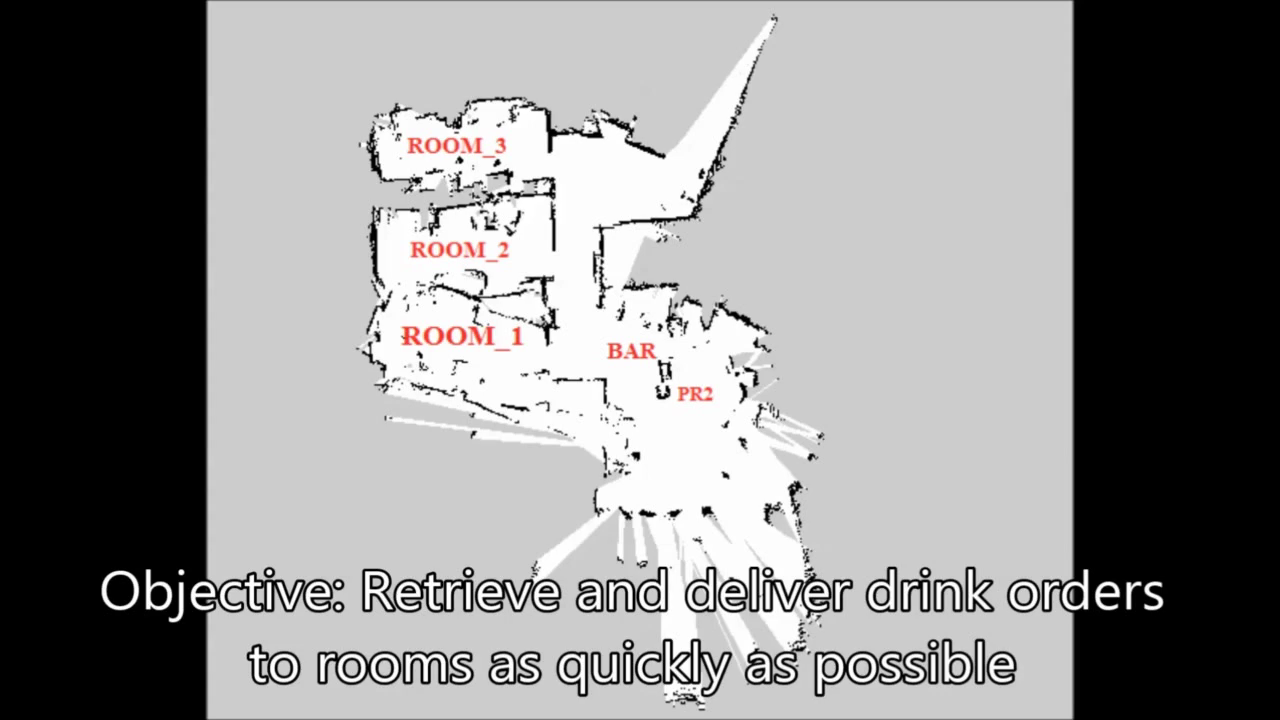 ROOM_3
ROOM_2
ROOM_1
BAR
PR2
Objective: Retrieve and deliver drink orders
to rooms as quickly as possible